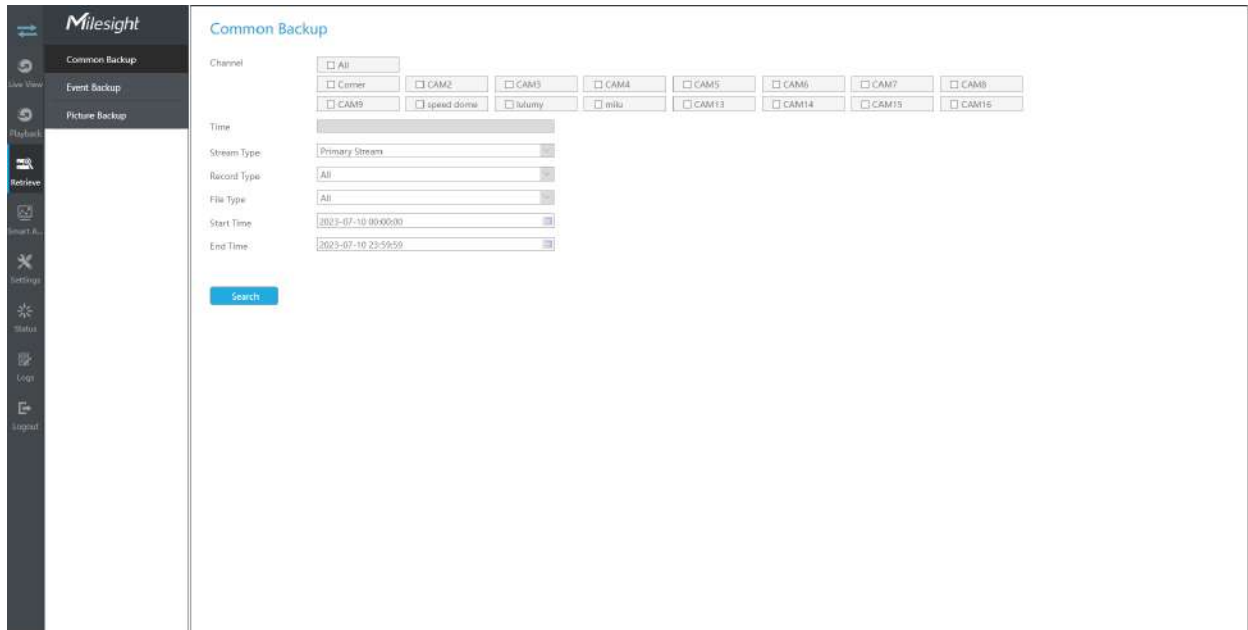 Milesight
Common Backup
Event Backup
Picture Backup
Live View
Playback
Retrieve
Smart A...
Settings
Status
Logs
Logout
Common Backup
Channel
All
Corner CAM2 CAM3 CAM4 CAM5 CAM6 CAM7 CAM8
CAM9 speed dome lulumy milu CAM13 CAM14 CAM15 CAM16
Time
Stream Type Primary Stream
Record Type All
File Type All
Start Time 2023-07-10 00:00:00
End Time 2023-07-10 23:59:59
Search